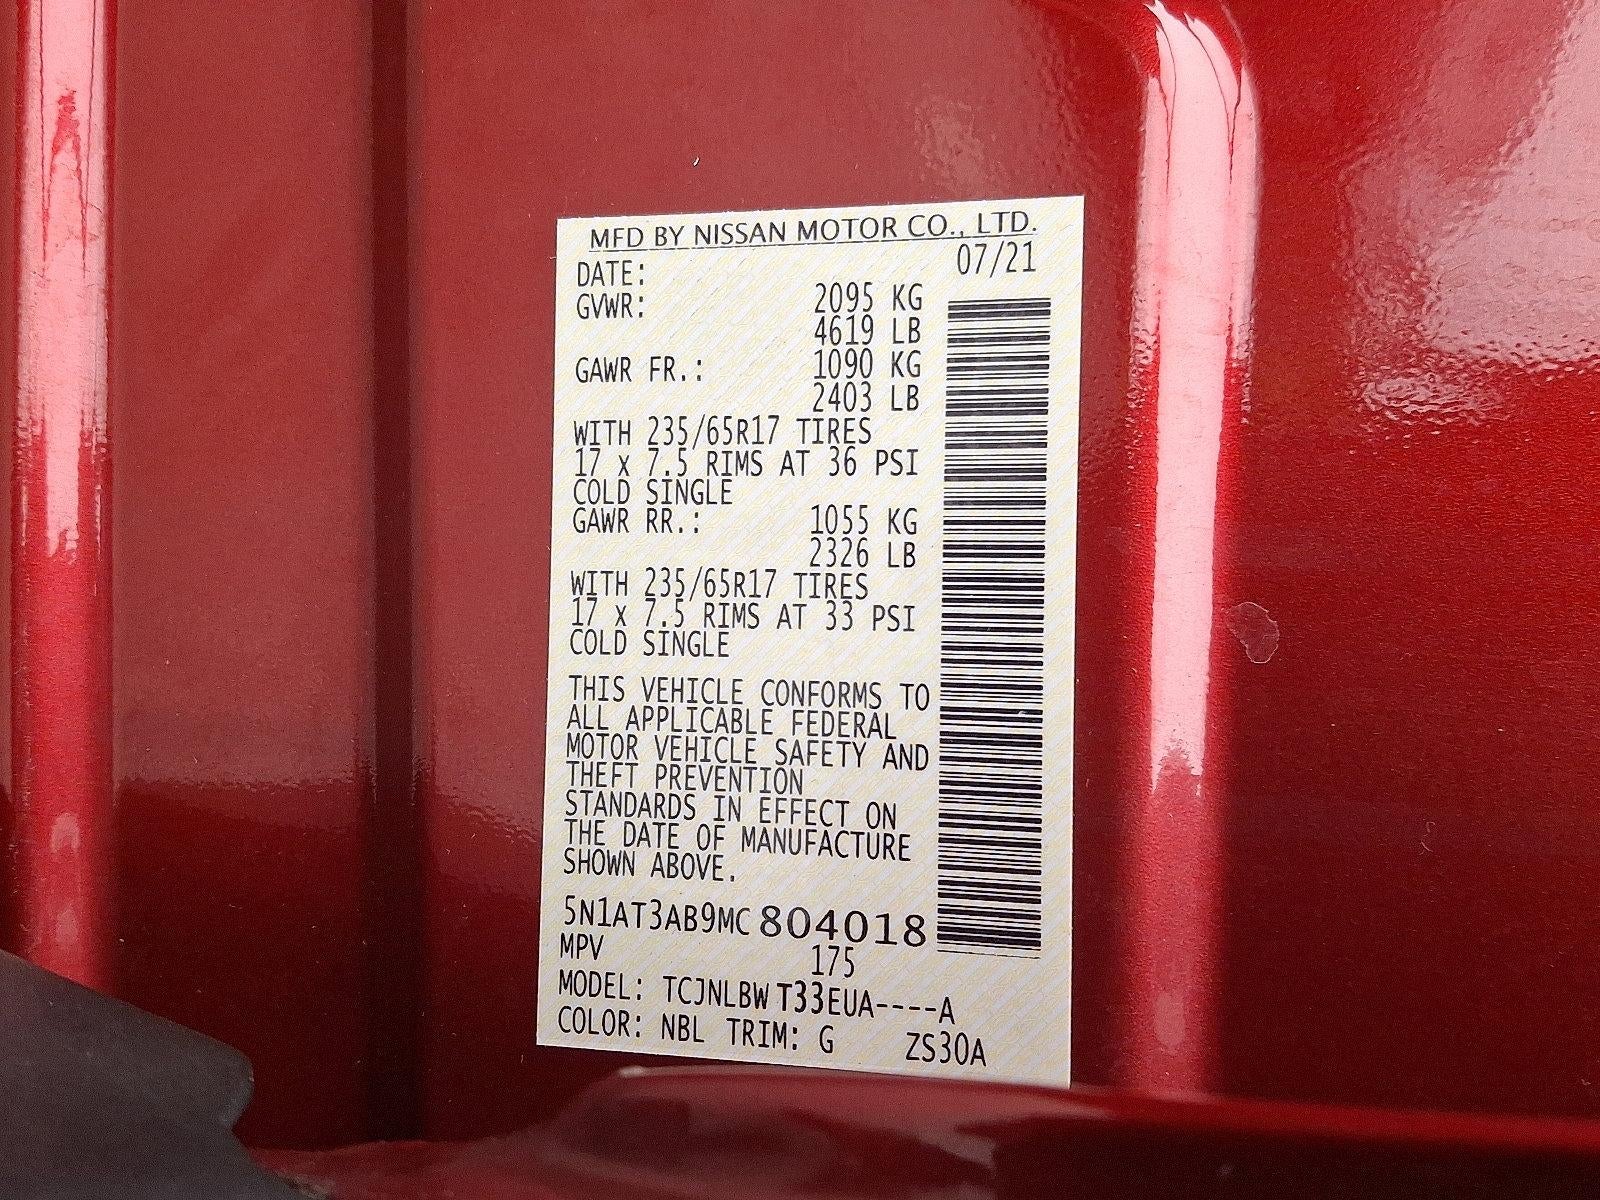 MFD BY NISSAN MOTOR CO., LTD.
DATE: 07/21
GVWR: 2095 KG
4619 LB
GAWR FR.: 1090 KG
2403 LB
WITH 235/65R17 TIRES
17 x 7.5 RIMS AT 36 PSI
COLD SINGLE
GAWR RR.: 1055 KG
2326 LB
WITH 235/65R17 TIRES
17 x 7.5 RIMS AT 33 PSI
COLD SINGLE
THIS VEHICLE CONFORMS TO
ALL APPLICABLE FEDERAL
MOTOR VEHICLE SAFETY AND
THEFT PREVENTION
STANDARDS IN EFFECT ON
THE DATE OF MANUFACTURE
SHOWN ABOVE.
5N1AT3AB9MC 804018
MPV 175
MODEL: TCJNLBW T33EUA----A
COLOR: NBL TRIM: G ZS30A